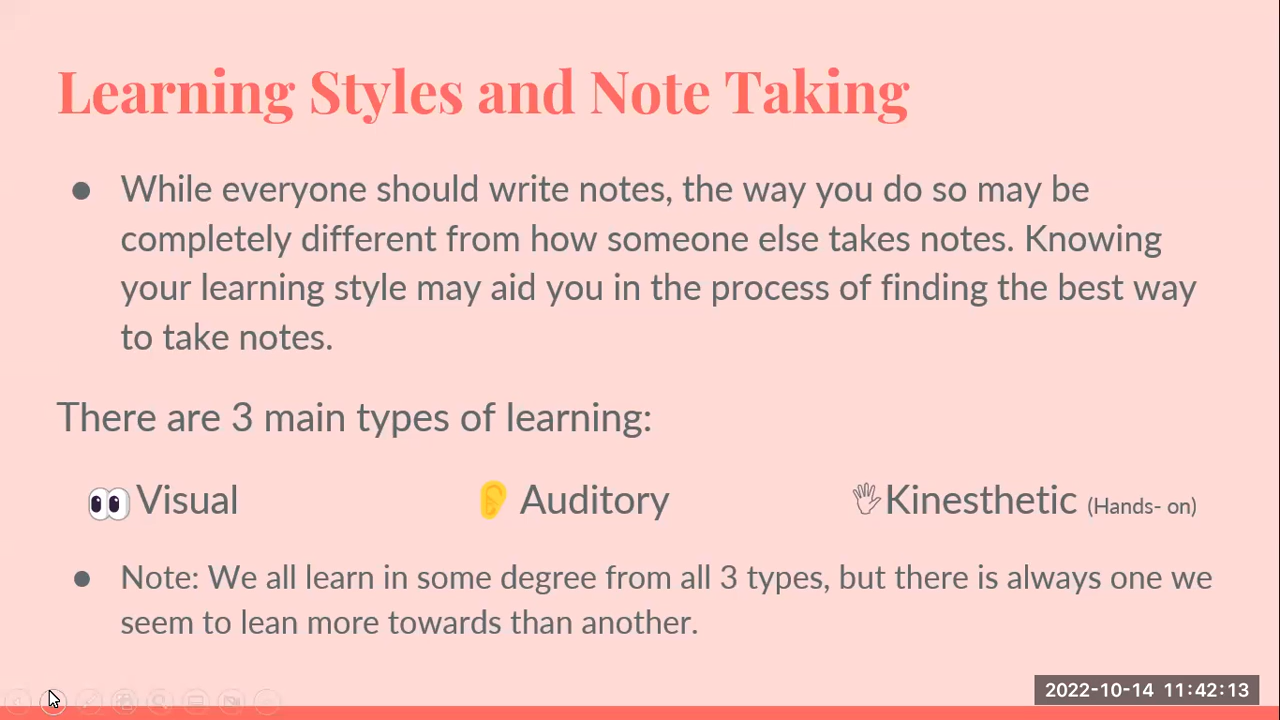 Learning Styles and Note Taking
● While everyone should write notes, the way you do so may be
completely different from how someone else takes notes. Knowing
your learning style may aid you in the process of finding the best way
to take notes.
There are 3 main types of learning:
👀Visual 👂Auditory 👋Kinesthetic (Hands- on)
● Note: We all learn in some degree from all 3 types, but there is always one we
seem to lean more towards than another.
2022-10-14 11:42:13